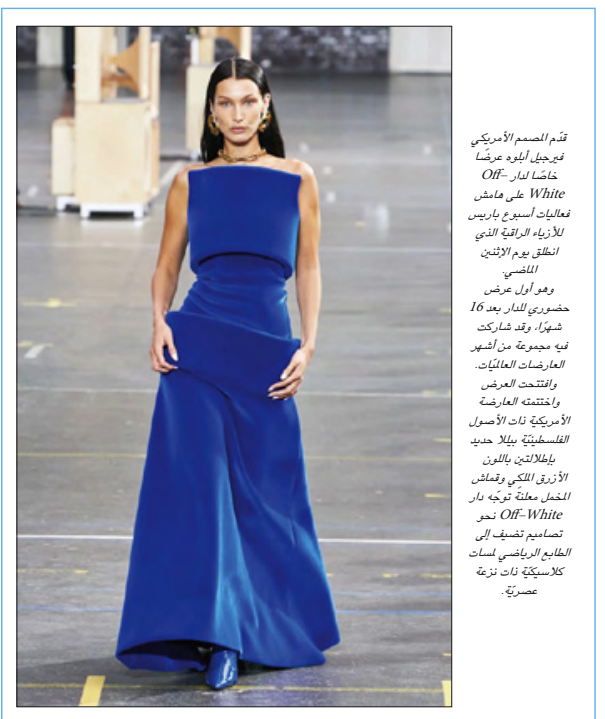 قدّم المصمم الأمريكي
فيرجيل أبلوه عرضًا
خاصًا لدار Off–
White على هامش
فعاليات أسبوع باريس
للأزياء الراقية الذي
انطلق يوم الإثنين
الماضي.
وهو أول عرض
حضوري للدار بعد 16
شهرًا، وقد شاركت
فيه مجموعة من أشهر
العارضات العالميّات.
وافتتحت العرض
واختتمته العارضة
الأمريكية ذات الأصول
الفلسطينيّة بيللا حديد
بإطلالتين باللون
الأزرق الملكي وقماش
المخمل معلنةً توجّه دار
Off–White نحو
تصاميم تضيف إلى
الطابع الرياضي لمسات
كلاسيكيّة ذات نزعة
عصريّة.